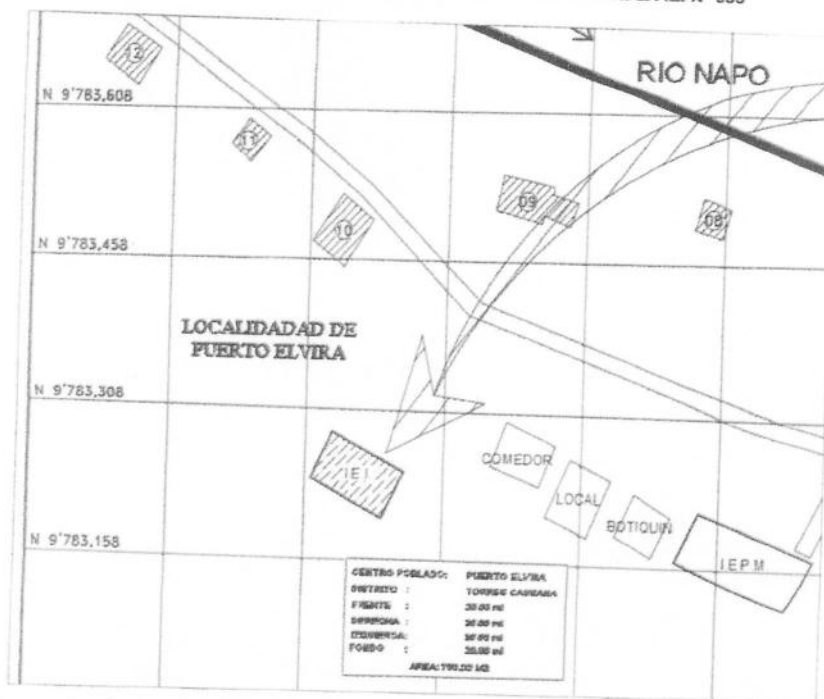 12
RIO NAPO
N 9'783,608
11
09
08
10
N 9'783,458
LOCALIDADAD DE
PUERTO ELVIRA
N 9'783,308
COMEDOR
IEI
LOCAL
BOTIQUIN
N 9'783,158
IEPM
CENTRO POBLADO: PUERTO ELVIRA
DISTRITO : TORRES CAUSANA
FRENTE :
DERECHA :
IZQUIERDA:
FONDO :